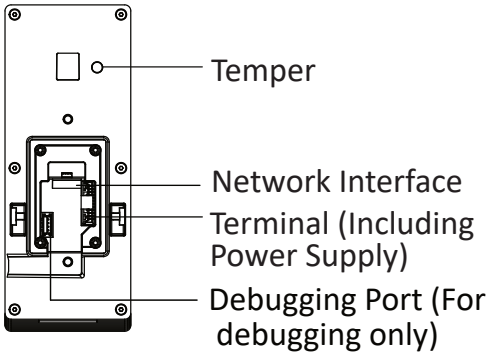 Temper
Network Interface
Terminal (Including
Power Supply)
Debugging Port (For
debugging only)